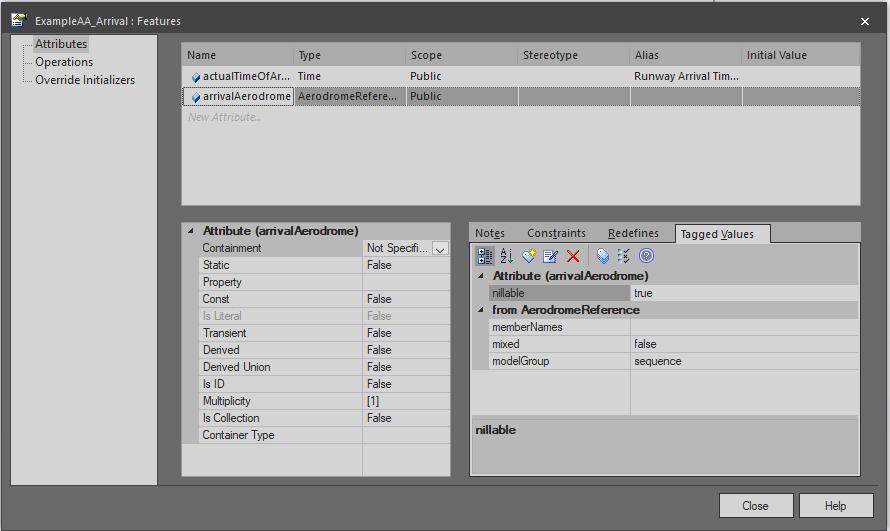 ExampleAA_Arrival : Features
Attributes
Operations
Override Initializers
Name Type Scope Stereotype Alias Initial Value
actualTimeOfAr... Time Public Runway Arrival Tim...
arrivalAerodrome AerodromeRefere... Public
New Attribute...
Attribute (arrivalAerodrome)
Containment Not Specifi...
Static False
Property
Const False
Is Literal False
Transient False
Derived False
Derived Union False
Is ID False
Multiplicity [1]
Is Collection False
Container Type
Notes Constraints Redefines Tagged Values
Attribute (arrivalAerodrome)
nillable true
from AerodromeReference
memberNames
mixed false
modelGroup sequence
nillable
Close Help